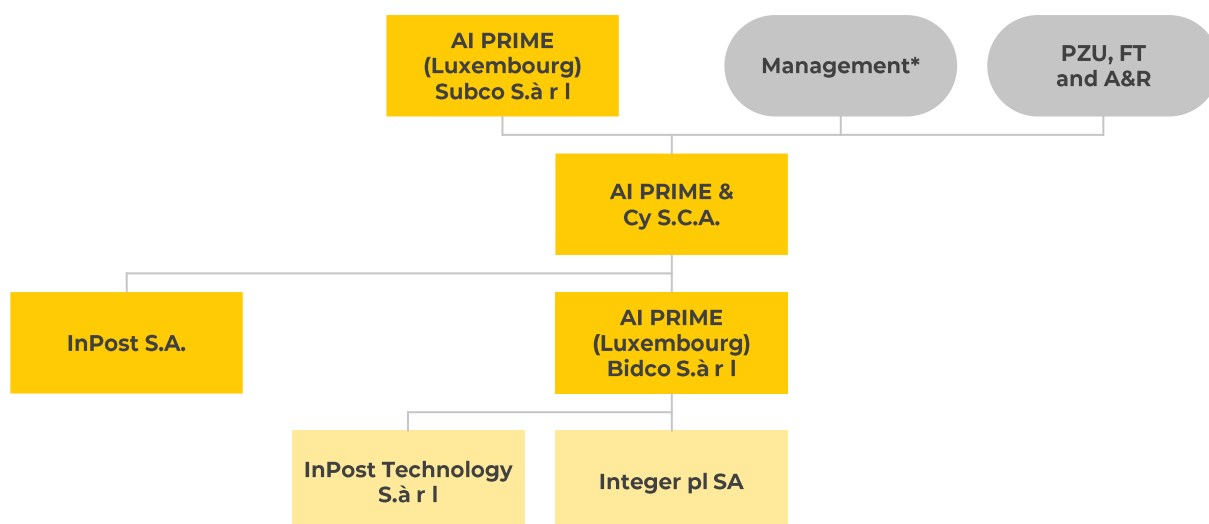 AI PRIME
(Luxembourg)
Subco S.à r l
Management*
PZU, FT
and A&R
AI PRIME &
Cy S.C.A.
InPost S.A.
AI PRIME
(Luxembourg)
Bidco S.à r l
InPost Technology
S.à r l
Integer pl SA